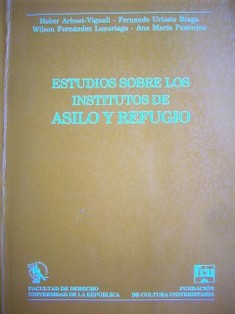 Heber Arbuet-Vignali - Fernando Urioste Braga
Wilson Fernández Luzuriaga - Ana María Pastorino
ESTUDIOS SOBRE LOS
INSTITUTOS DE
ASILO Y REFUGIO
fcu
FACULTAD DE DERECHO
UNIVERSIDAD DE LA REPÚBLICA
FUNDACIÓN
DE CULTURA UNIVERSITARIA